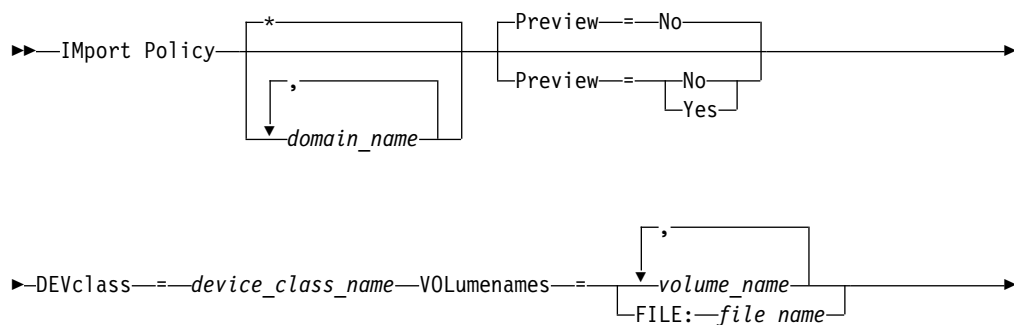 *
Preview = No
IMport Policy
,
domain_name
Preview = No
Yes
,
DEVclass = device_class_name VOLumenames = volume_name
FILE: file name